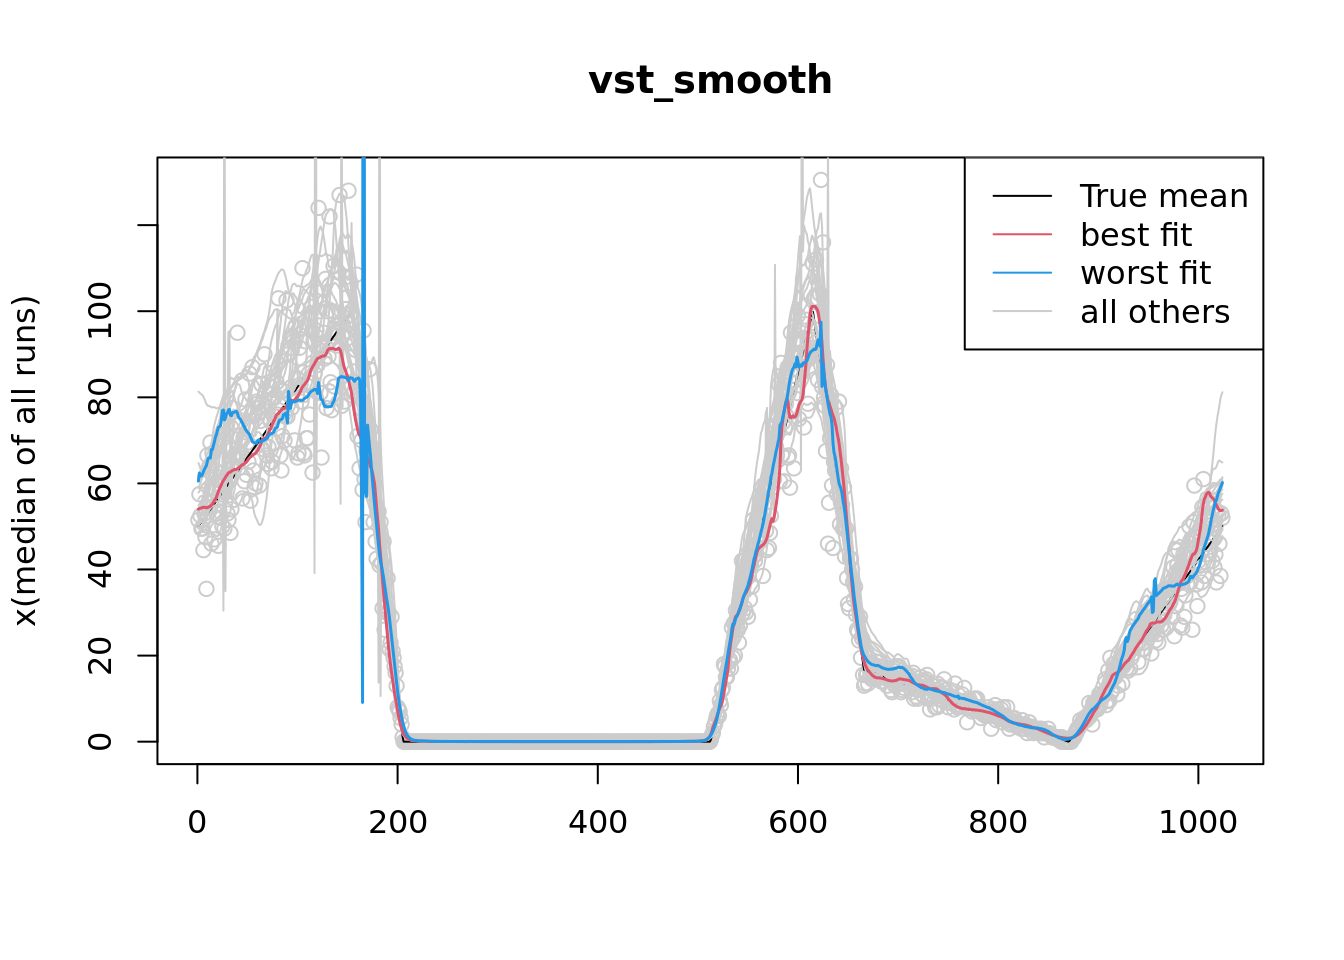 vst_smooth
True mean
best fit
worst fit
all others
x(median of all runs)
100
80
60
40
20
0
0 200 400 600 800 1000